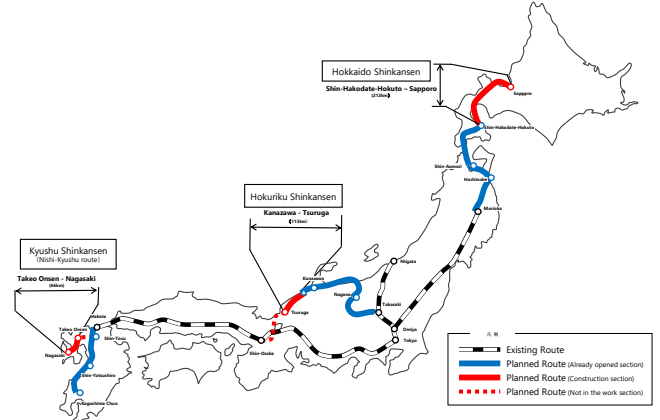 Hokkaido Shinkansen
Shin-Hakodate-Hokuto – Sapporo
(212km)
Sapppro
Shin-Hakodate-Hokuto
Shin-Aomori
Hachinohe
Morioka
Hokuriku Shinkansen
Kanazawa - Tsuruga
(113km)
Kyushu Shinkansen
(Nishi-Kyushu route)
Takeo Onsen - Nagasaki
(66km)
Kanazawa
Niigata
Nagano
Tsuruga
Takasaki
Omiya
Tokyo
Shin-Osaka
Hakata
Takeo Onsen
Shin-Tosu
Nagasaki
Shin-Yatsushiro
Kagoshima Chuo
凡 例
Existing Route
Planned Route (Already opened section)
Planned Route (Construction section)
Planned Route (Not in the work section)